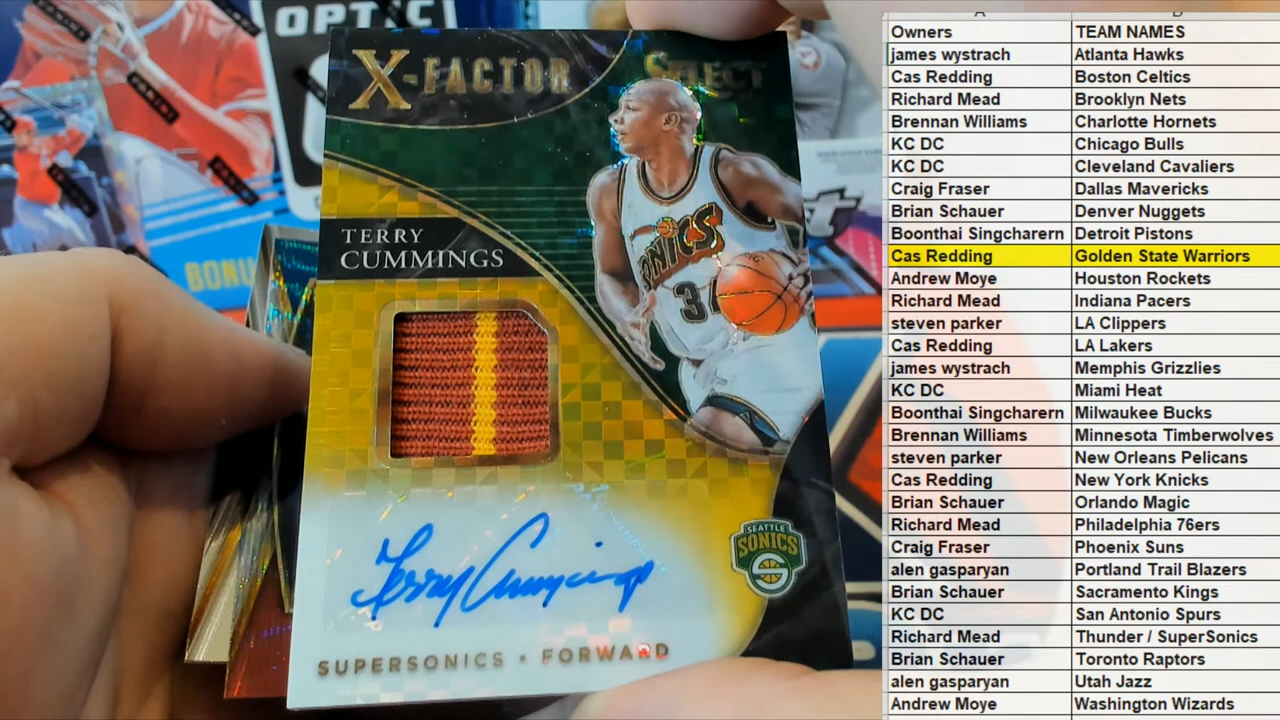 OPTIC
PANINI
PANINI
BONU
X-FACTOR
SELECT
TERRY
CUMMINGS
SONICS
3
Terry Cummings
SEATTLE
SONICS
SUPERSONICS • FORWARD
Owners TEAM NAMES
james wystrach Atlanta Hawks
Cas Redding Boston Celtics
Richard Mead Brooklyn Nets
Brennan Williams Charlotte Hornets
KC DC Chicago Bulls
KC DC Cleveland Cavaliers
Craig Fraser Dallas Mavericks
Brian Schauer Denver Nuggets
Boonthai Singcharern Detroit Pistons
Cas Redding Golden State Warriors
Andrew Moye Houston Rockets
Richard Mead Indiana Pacers
steven parker LA Clippers
Cas Redding LA Lakers
james wystrach Memphis Grizzlies
KC DC Miami Heat
Boonthai Singcharern Milwaukee Bucks
Brennan Williams Minnesota Timberwolves
steven parker New Orleans Pelicans
Cas Redding New York Knicks
Brian Schauer Orlando Magic
Richard Mead Philadelphia 76ers
Craig Fraser Phoenix Suns
alen gasparyan Portland Trail Blazers
Brian Schauer Sacramento Kings
KC DC San Antonio Spurs
Richard Mead Thunder / SuperSonics
Brian Schauer Toronto Raptors
alen gasparyan Utah Jazz
Andrew Moye Washington Wizards